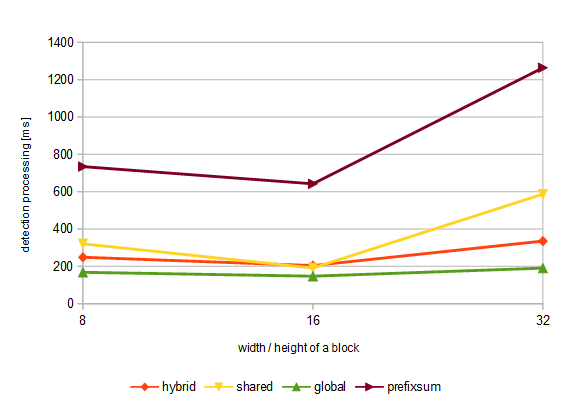 1400
1200
1000
800
600
400
200
0
detection processing [ms]
8 16 32
width / height of a block
hybrid shared global prefixsum